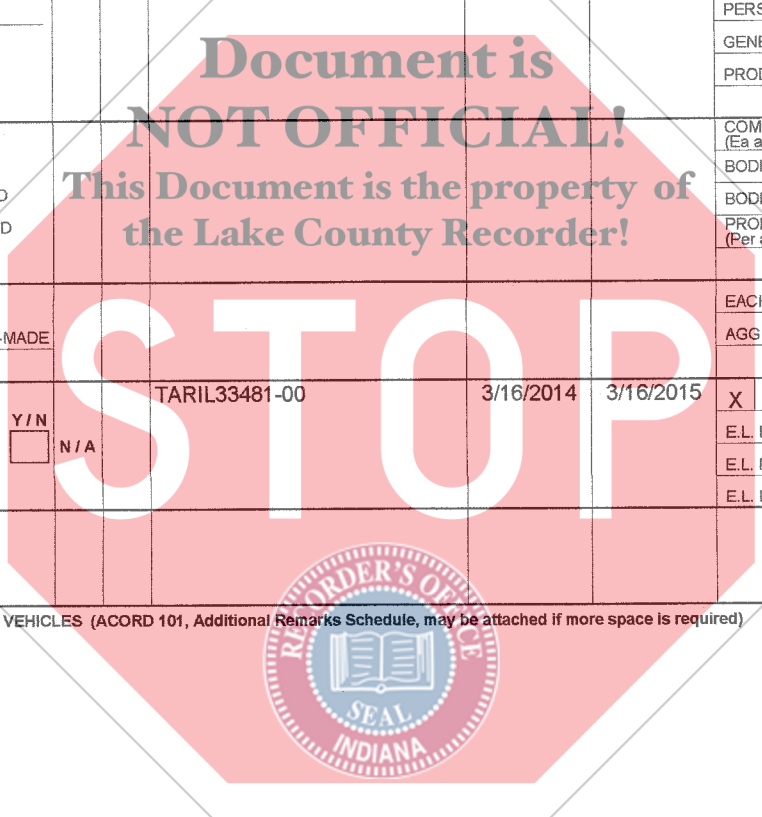 PERS
GENE
PROD
Document is
NOT OFFICIAL!
This Document is the property of
the Lake County Recorder!
COM
(Ea a
BODI
D
BODI
D
PROP
(Per a
EACH
-MADE
AGG
STOP
TARIL33481-00 3/16/2014 3/16/2015 X
Y / N
N / A
E.L.
E.L.
E.L.
VEHICLES (ACORD 101, Additional Remarks Schedule, may be attached if more space is required)
RECORDER'S OFFICE
SEAL
INDIANA